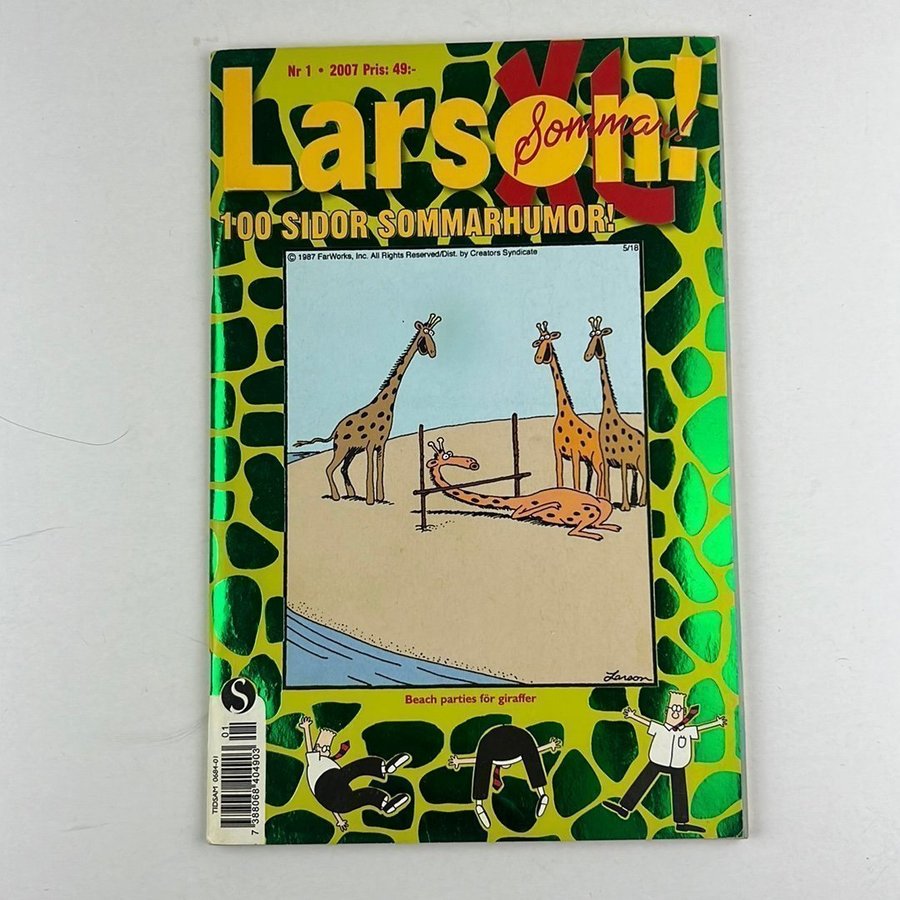 Nr 1 • 2007 Pris: 49:-
XL
Larson!
Sommar!
100 SIDOR SOMMARHUMOR!
© 1987 FarWorks, Inc. All Rights Reserved/Dist. by Creators Syndicate
5/18
Larson
Beach parties för giraffer
S
01
TIDSAM 0684-01
7 388068 404903